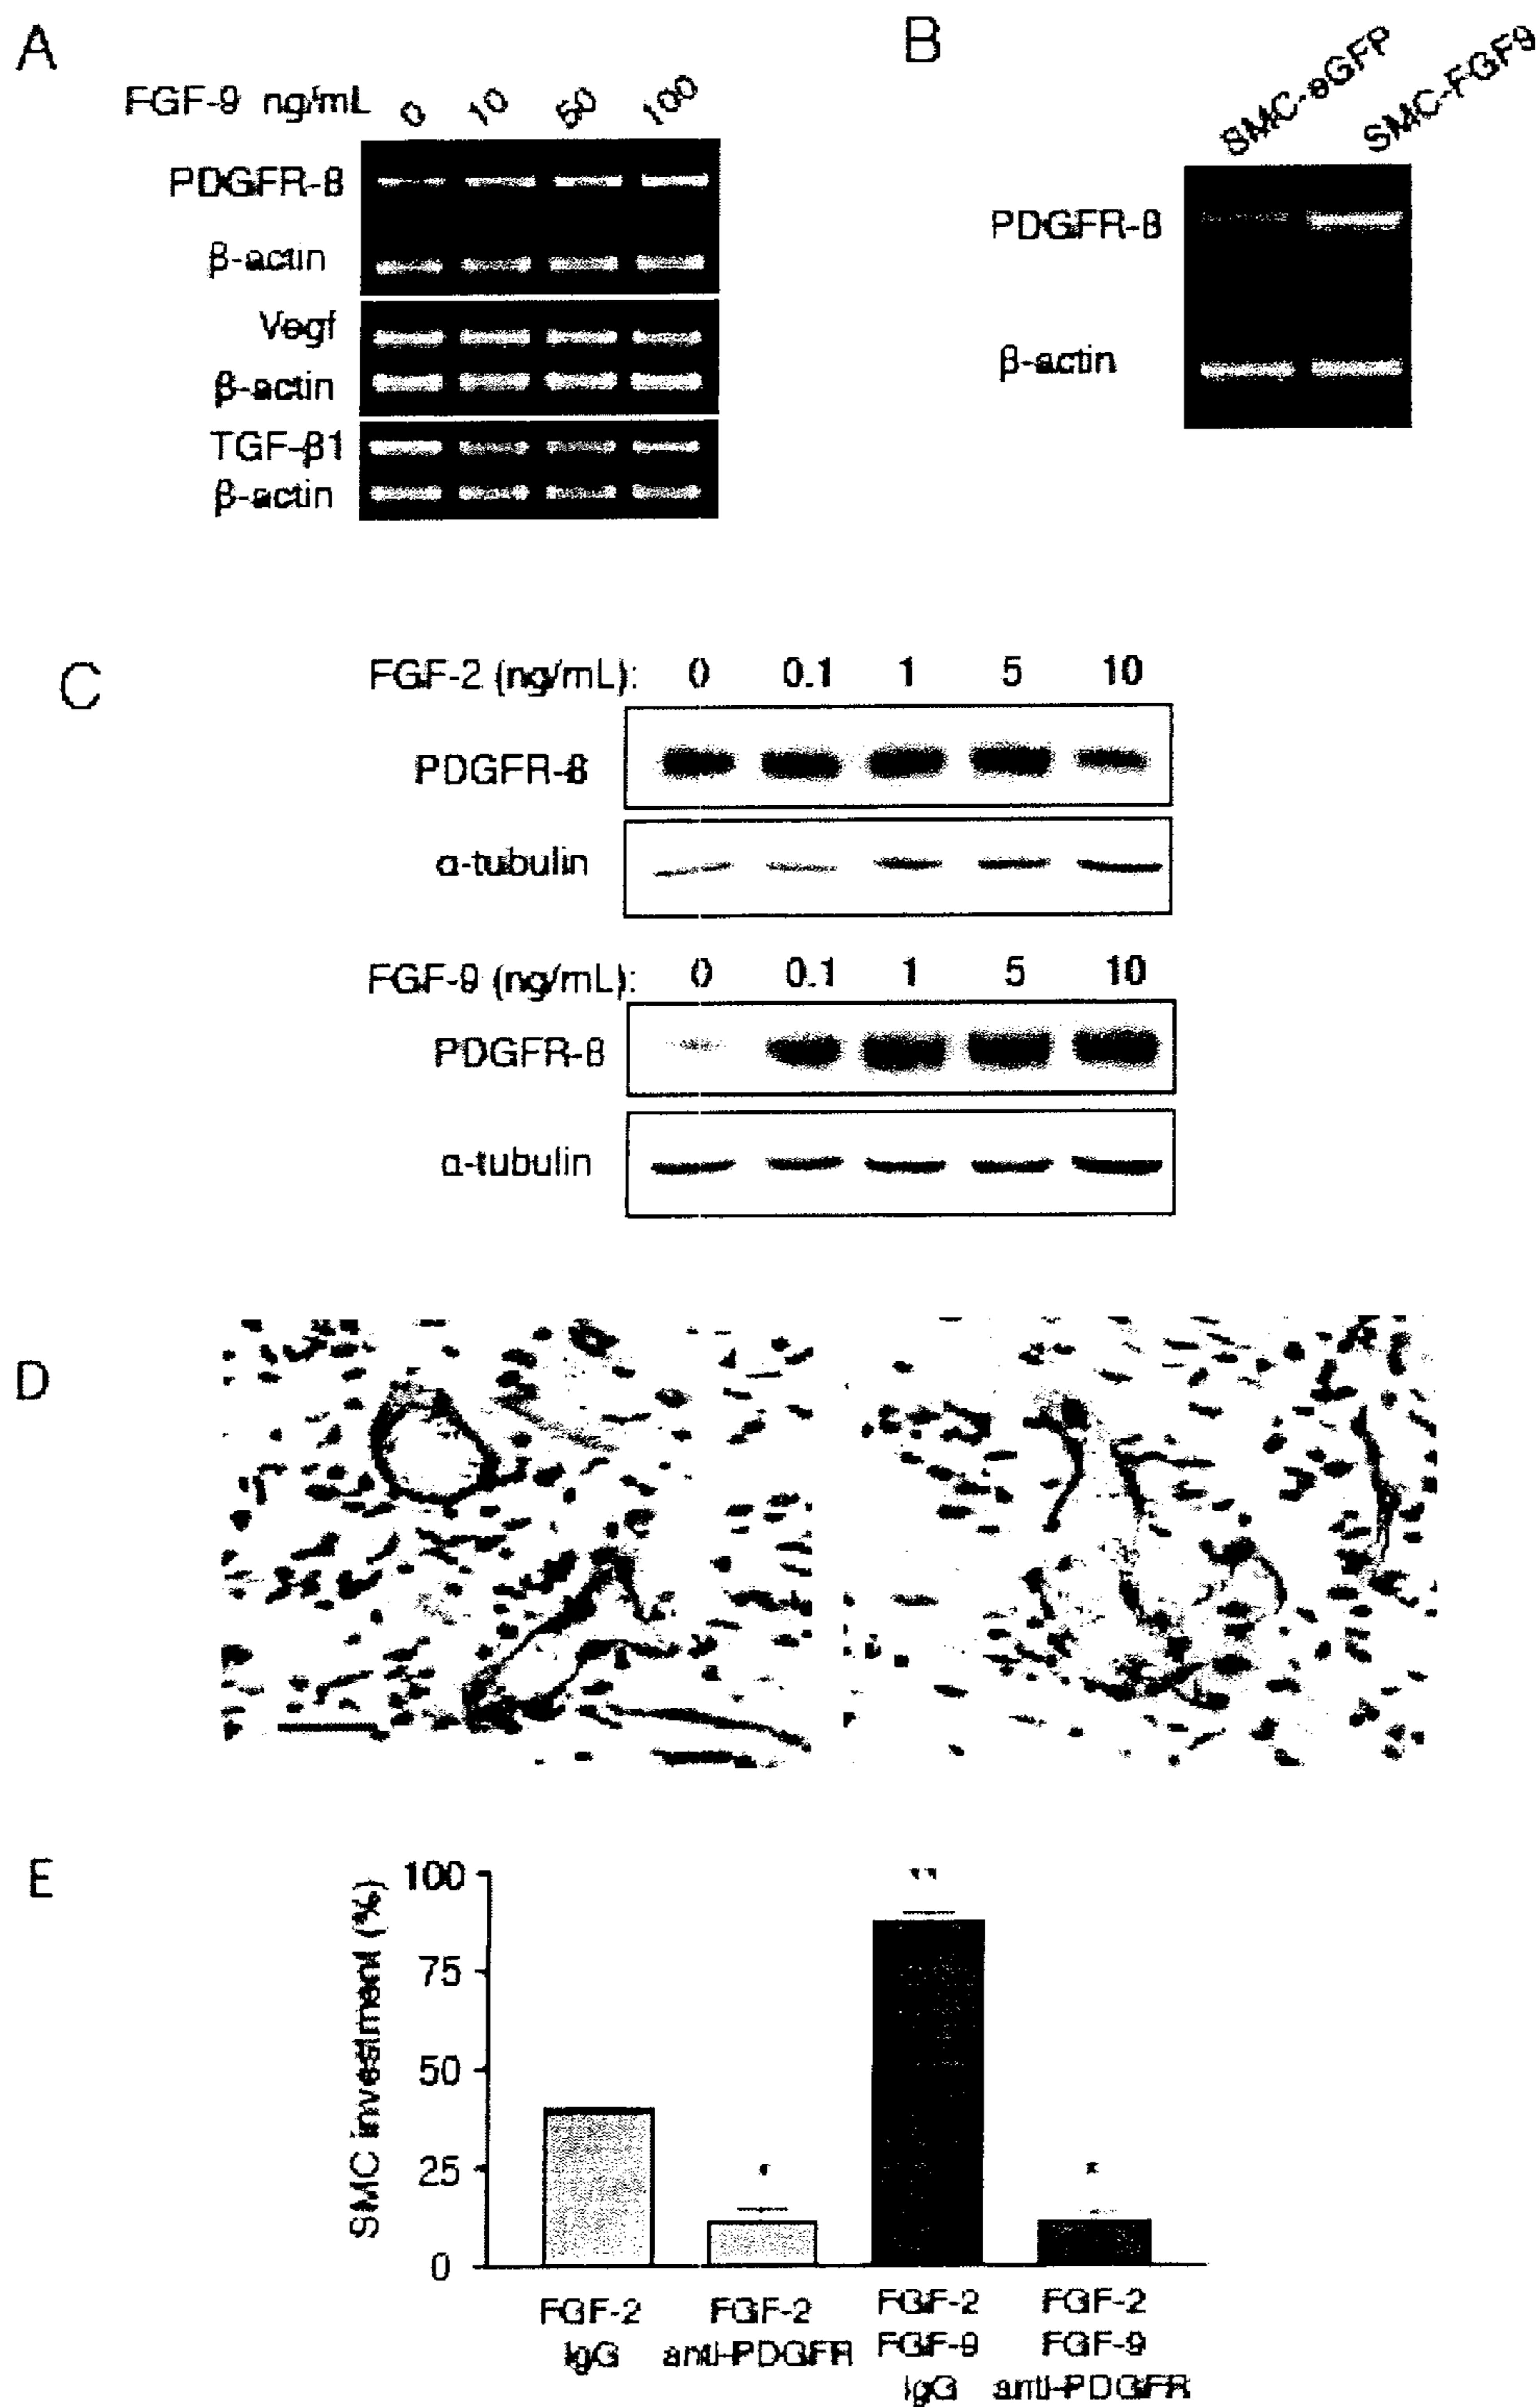 A
FGF-9 ng/mL 0 10 50 100
PDGFR-β
β-actin
Vegf
β-actin
TGF-β1
β-actin
B
SMC-eGFP SMC-FGF9
PDGFR-β
β-actin
C
FGF-2 (ng/mL): 0 0.1 1 5 10
PDGFR-β
α-tubulin
FGF-9 (ng/mL): 0 0.1 1 5 10
PDGFR-β
α-tubulin
D
E
SMC investment (%)
100
75
50
25
0
** 
*
*
FGF-2
IgG
FGF-2
anti-PDGFR
FGF-2
FGF-9
IgG
FGF-2
FGF-9
anti-PDGFR